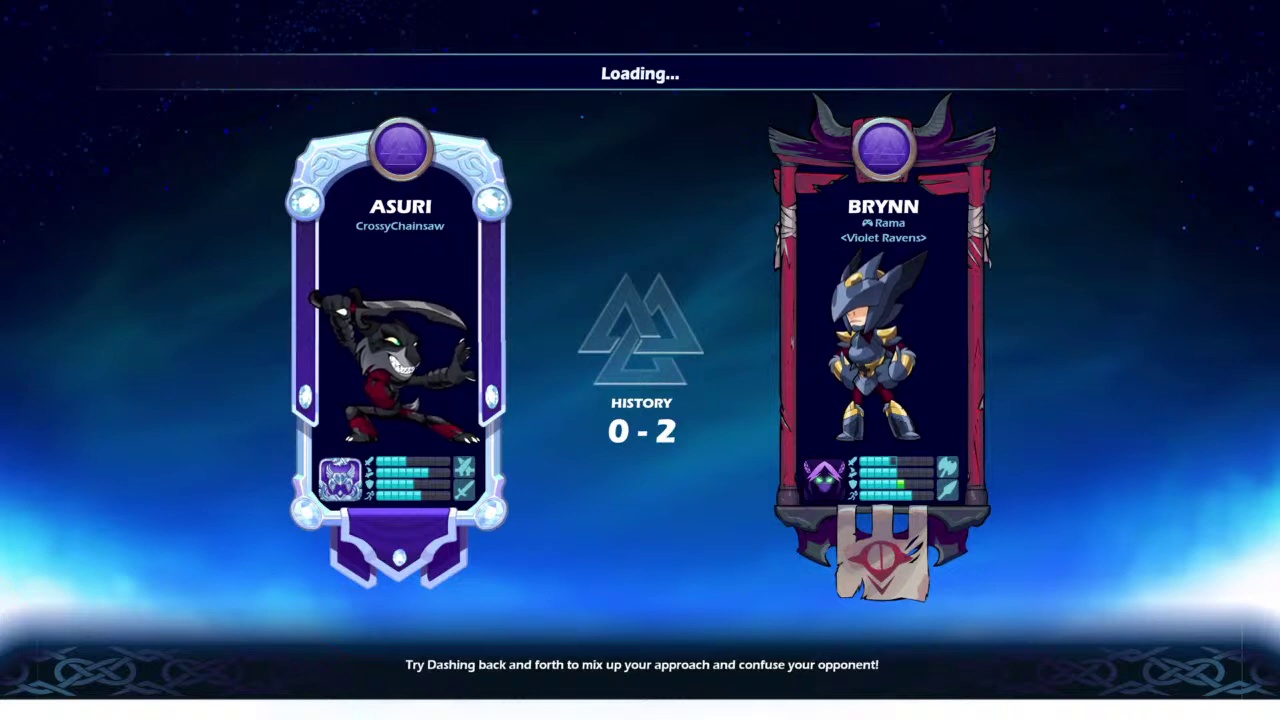 Loading...
ASURI
CrossyChainsaw
BRYNN
Rama
<Violet Ravens>
HISTORY
0 - 2
Try Dashing back and forth to mix up your approach and confuse your opponent!